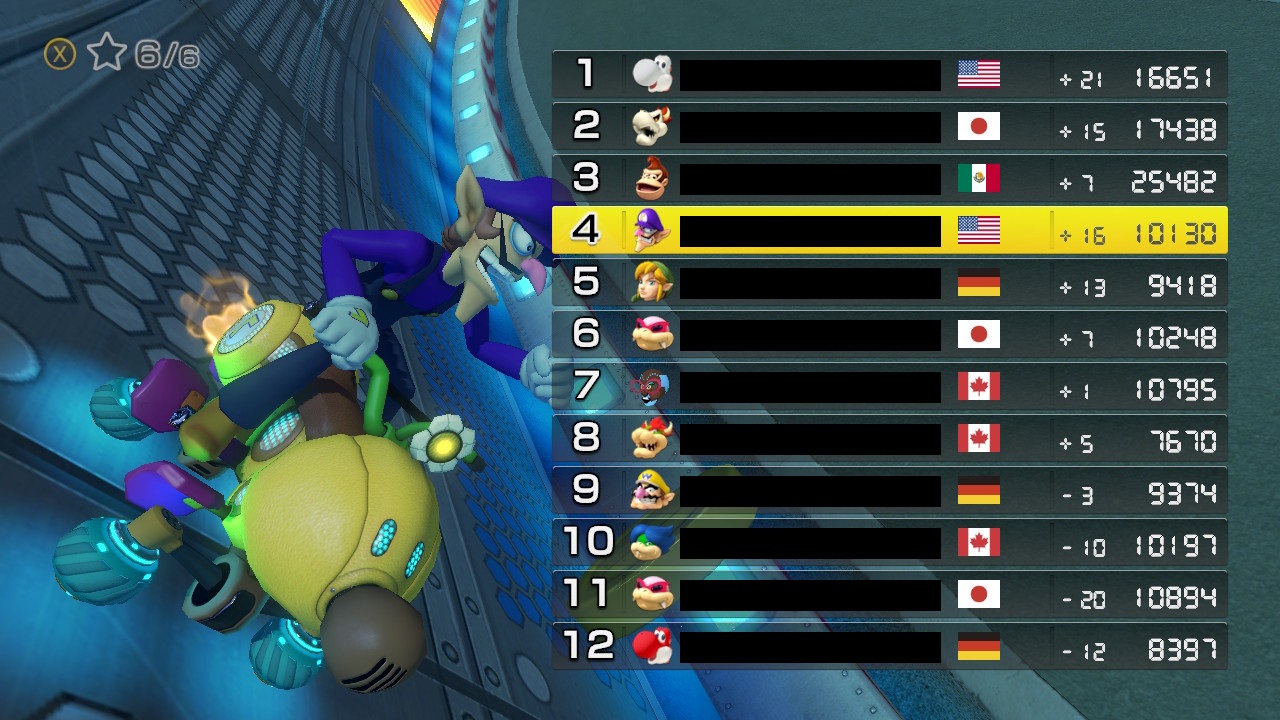 X 6/6
1 + 21 16651
2 + 15 17438
3 + 7 25482
4 + 16 10130
5 + 13 9418
6 + 7 10248
7 + 1 10795
8 + 5 7670
9 - 3 9374
10 - 10 10197
11 - 20 10894
12 - 12 8397